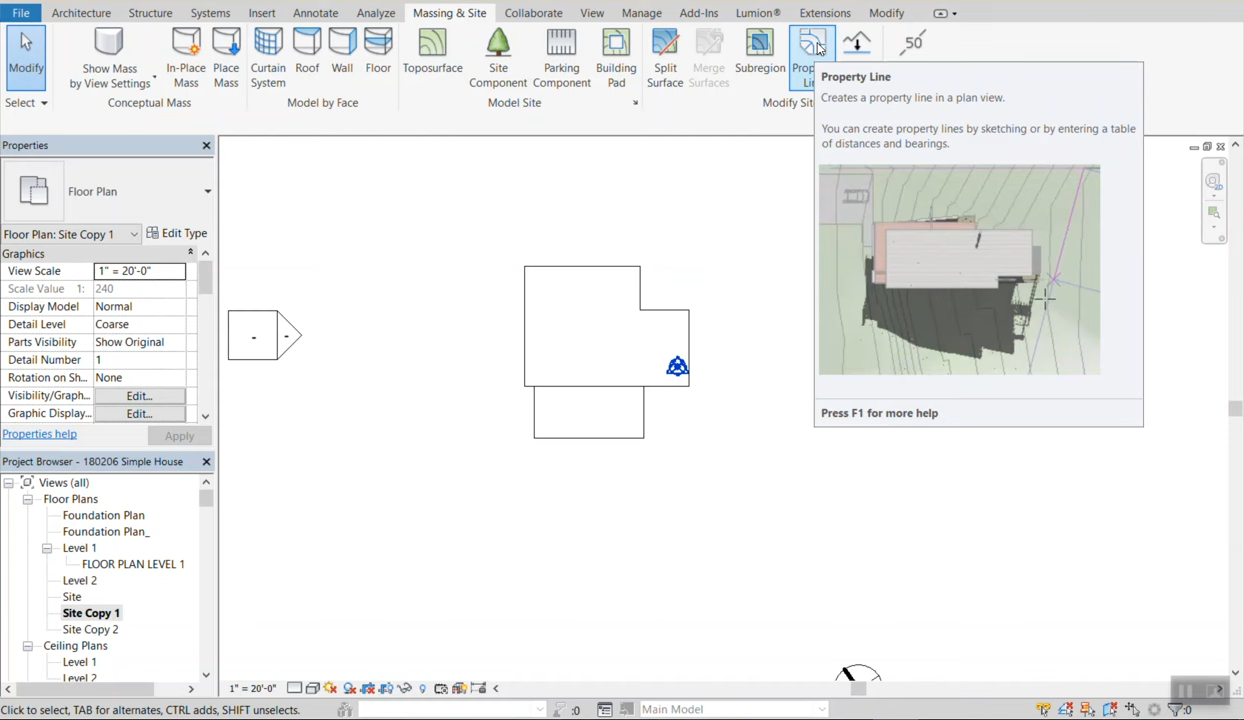 File Architecture Structure Systems Insert Annotate Analyze Massing & Site Collaborate View Manage Add-Ins Lumion® Extensions Modify
50
Modify
Show Mass
by View Settings
In-Place
Mass
Place
Mass
Curtain
System
Roof
Wall
Floor
Toposurface
Site
Component
Parking
Component
Building
Pad
Split
Surface
Merge
Surfaces
Subregion
Select
Conceptual Mass
Model by Face
Model Site
Property Line
Creates a property line in a plan view.
You can create property lines by sketching or by entering a table
of distances and bearings.
Press F1 for more help
Properties
Floor Plan
Floor Plan: Site Copy 1
Edit Type
Graphics
View Scale 1" = 20'-0"
Scale Value 1: 240
Display Model Normal
Detail Level Coarse
Parts Visibility Show Original
Detail Number 1
Rotation on Sh... None
Visibility/Graph... Edit...
Graphic Display... Edit...
Properties help Apply
Project Browser - 180206 Simple House
Views (all)
Floor Plans
Foundation Plan
Foundation Plan_
Level 1
FLOOR PLAN LEVEL 1
Level 2
Site
Site Copy 1
Site Copy 2
Ceiling Plans
Level 1
Level 2
1" = 20'-0"
Click to select, TAB for alternates, CTRL adds, SHIFT unselects.
:0
Main Model
:0